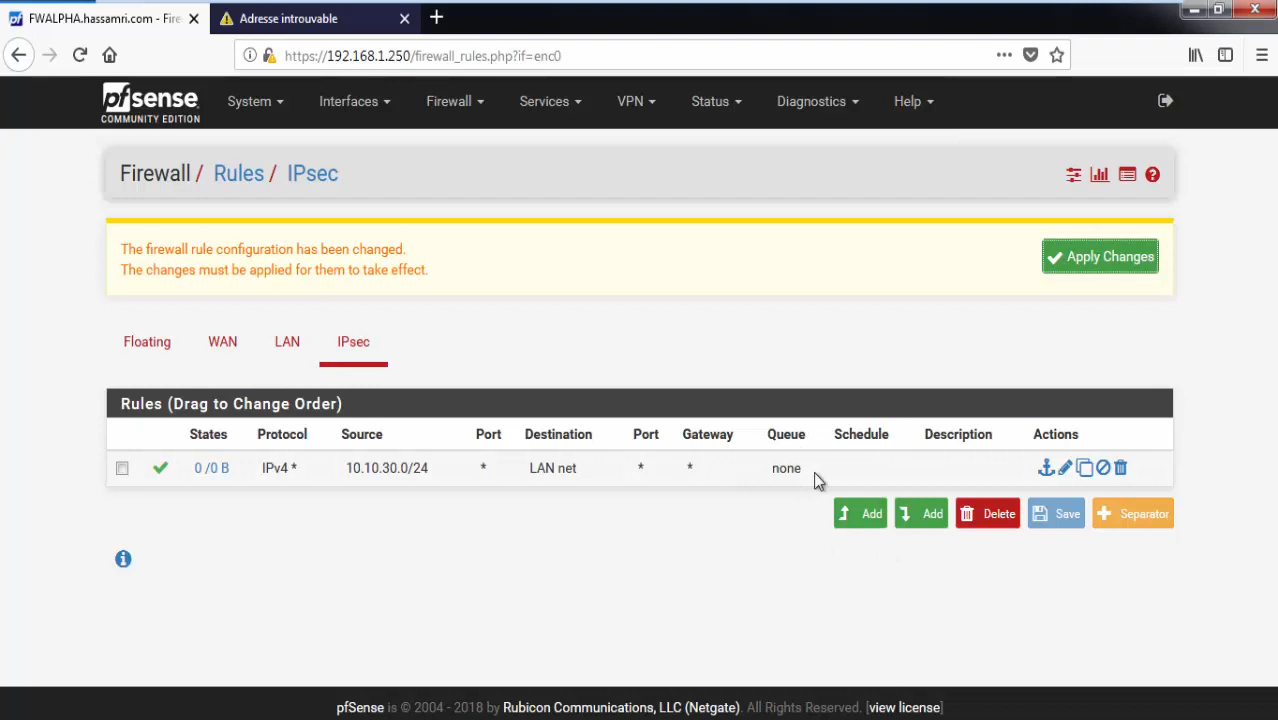 FWALPHA.hassamri.com - Fire
Adresse introuvable
https://192.168.1.250/firewall_rules.php?if=enc0
pfsense
COMMUNITY EDITION
System
Interfaces
Firewall
Services
VPN
Status
Diagnostics
Help
Firewall / Rules / IPsec
The firewall rule configuration has been changed.
The changes must be applied for them to take effect.
Apply Changes
Floating
WAN
LAN
IPsec
Rules (Drag to Change Order)
States Protocol Source Port Destination Port Gateway Queue Schedule Description Actions
0 /0 B IPv4 * 10.10.30.0/24 * LAN net * * none
Add
Add
Delete
Save
Separator
pfSense is © 2004 - 2018 by Rubicon Communications, LLC (Netgate). All Rights Reserved. [view license]